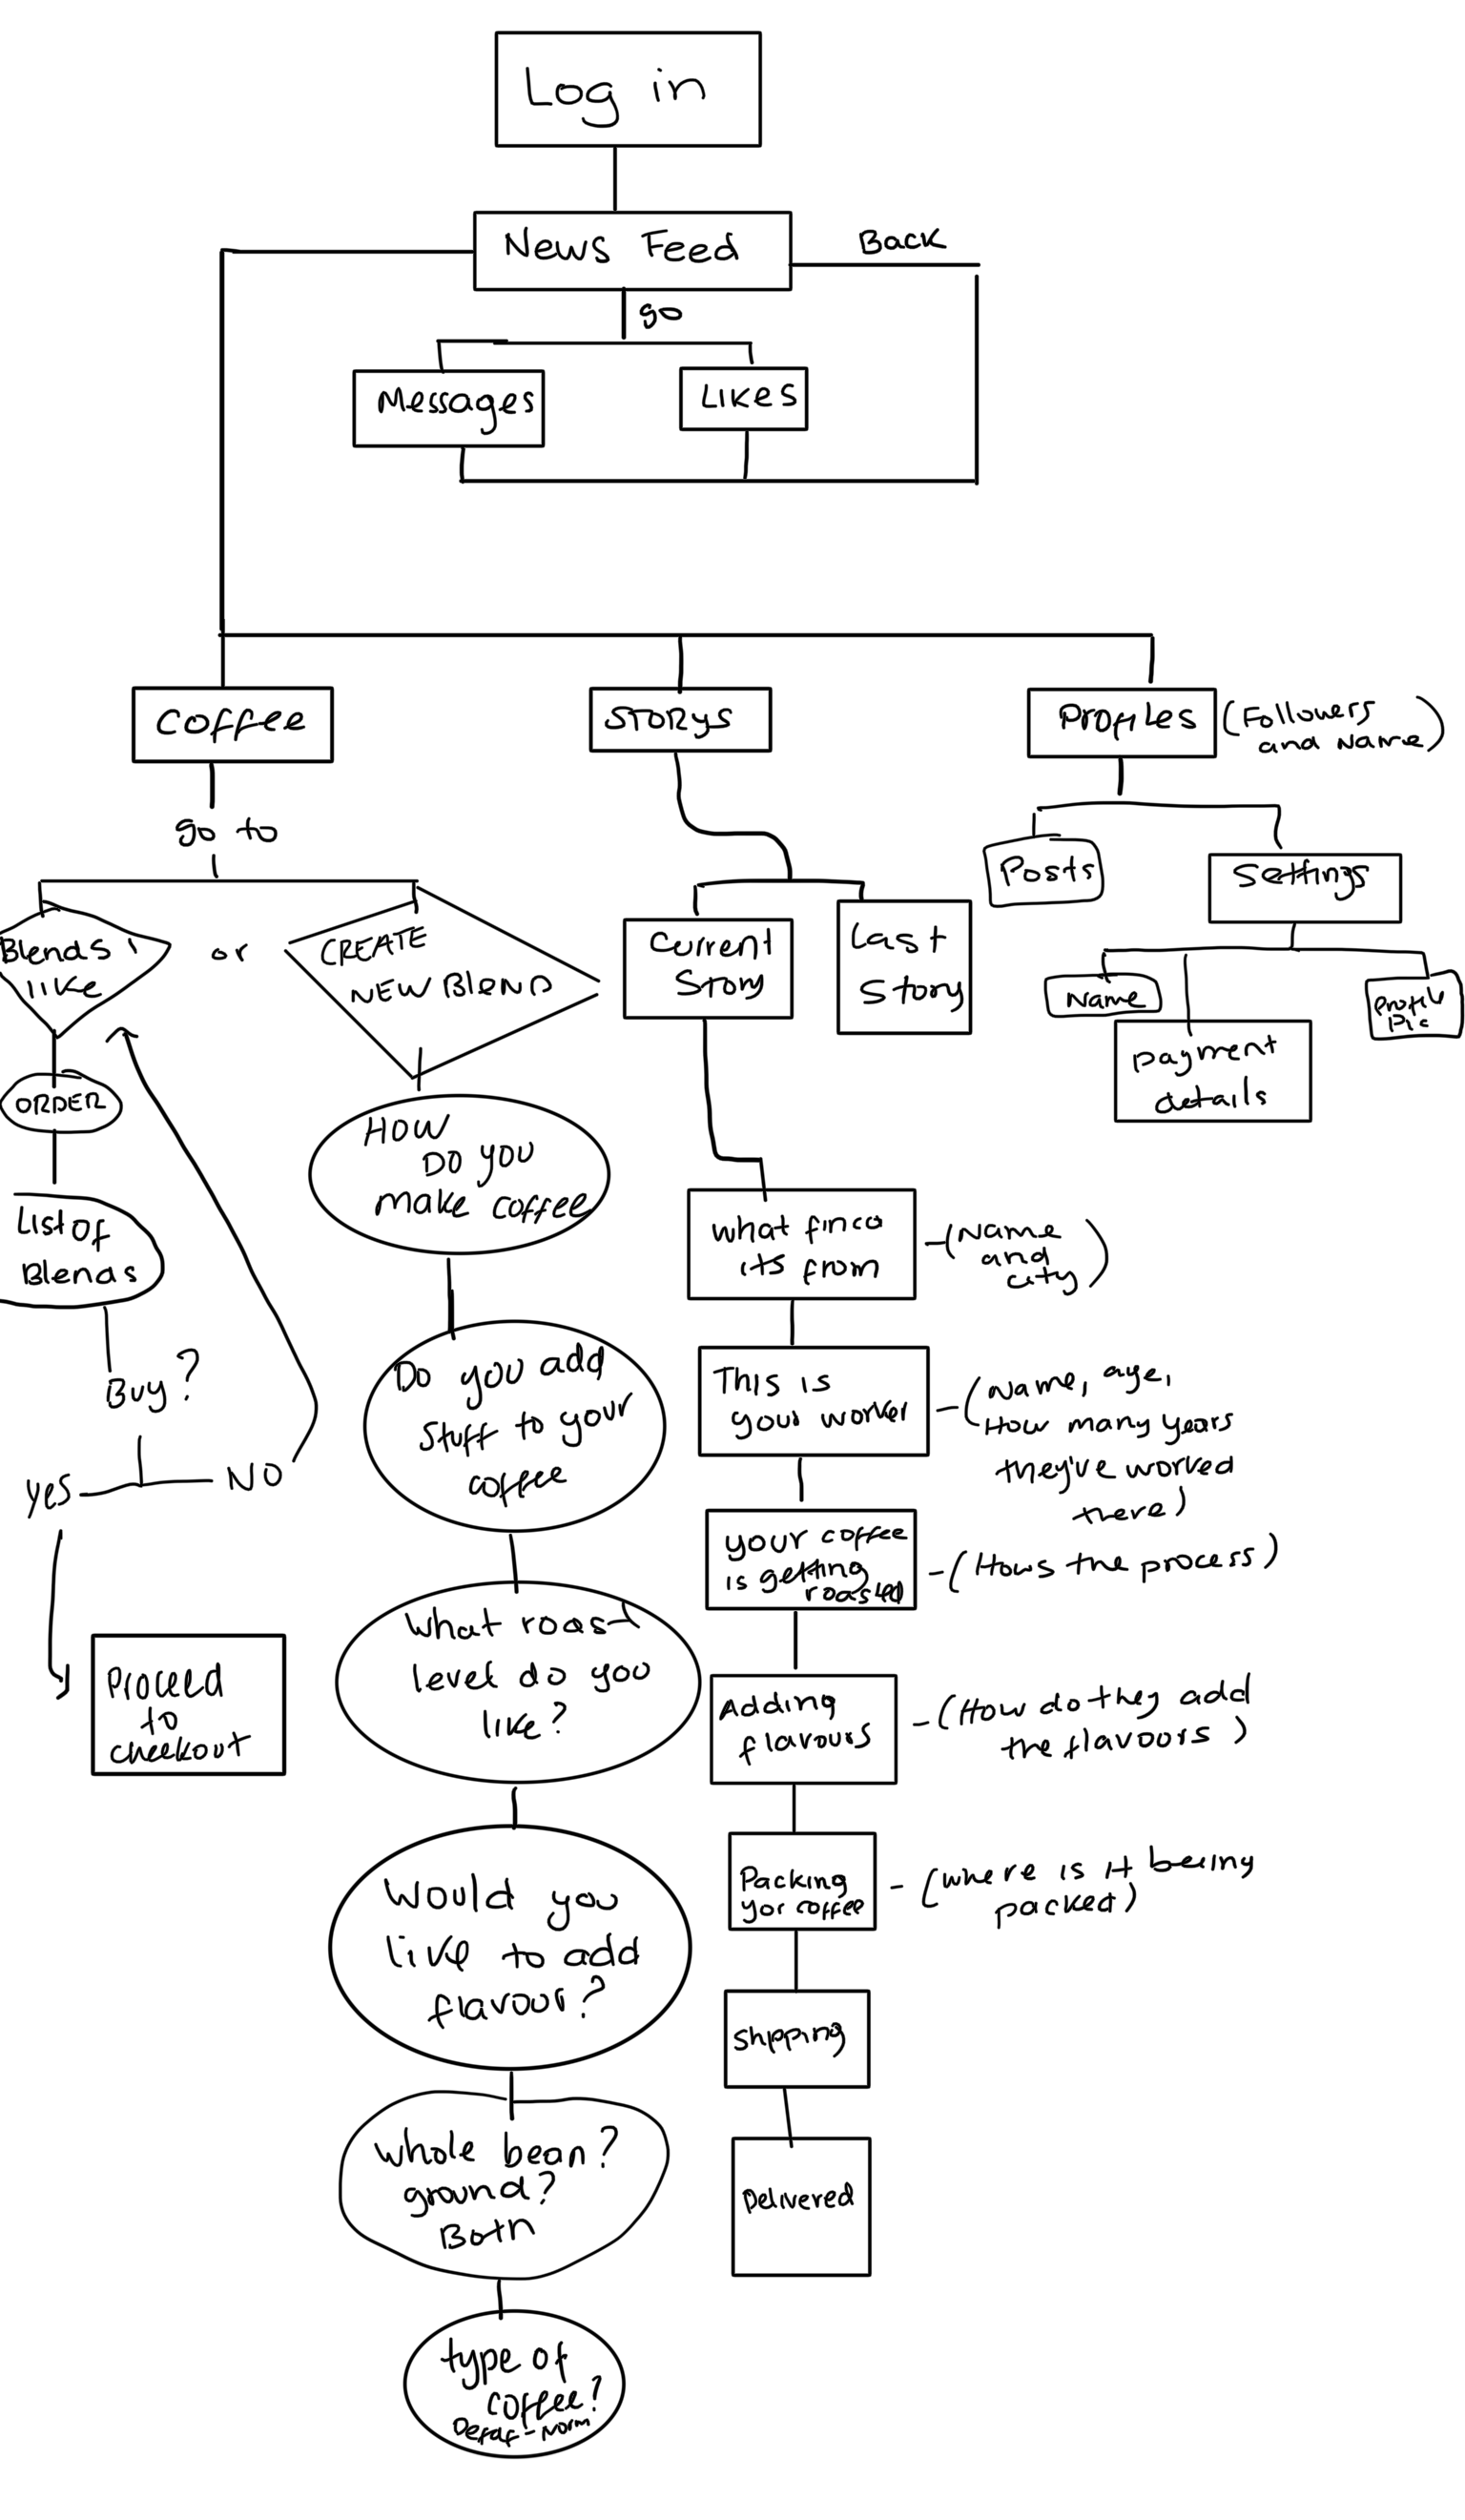 Log in
News Feed
Back
go
Messages
Likes
Coffee
Storys
Profiles
(Followers
and Name)
go to
Posts
Settings
Blends
like
or
CREATE
NEW Blend
Current
Story
Last
Story
Name
Profile
Pic
payment
details
ORDER
HOW
DO YOU
make coffee
List of
Blends
what finca
its from
-(Name
and
city)
Buy?
Do you add
stuff to your
coffee
This is
your worker
-(Name, age,
How many years
they've worked
there)
yes
NO
your coffee
is getting
roasted
-(Hows the process)
what roast
level do you
like?
Proceed
to
checkout
Adding
flavours
-(How do they add
the flavours)
Would you
like to add
flavour?
Packing
yor coffee
-(where is it being
packed)
Shipping
Whole bean?
ground?
Both
Delivered
type of
coffee?
Decaf-Norm